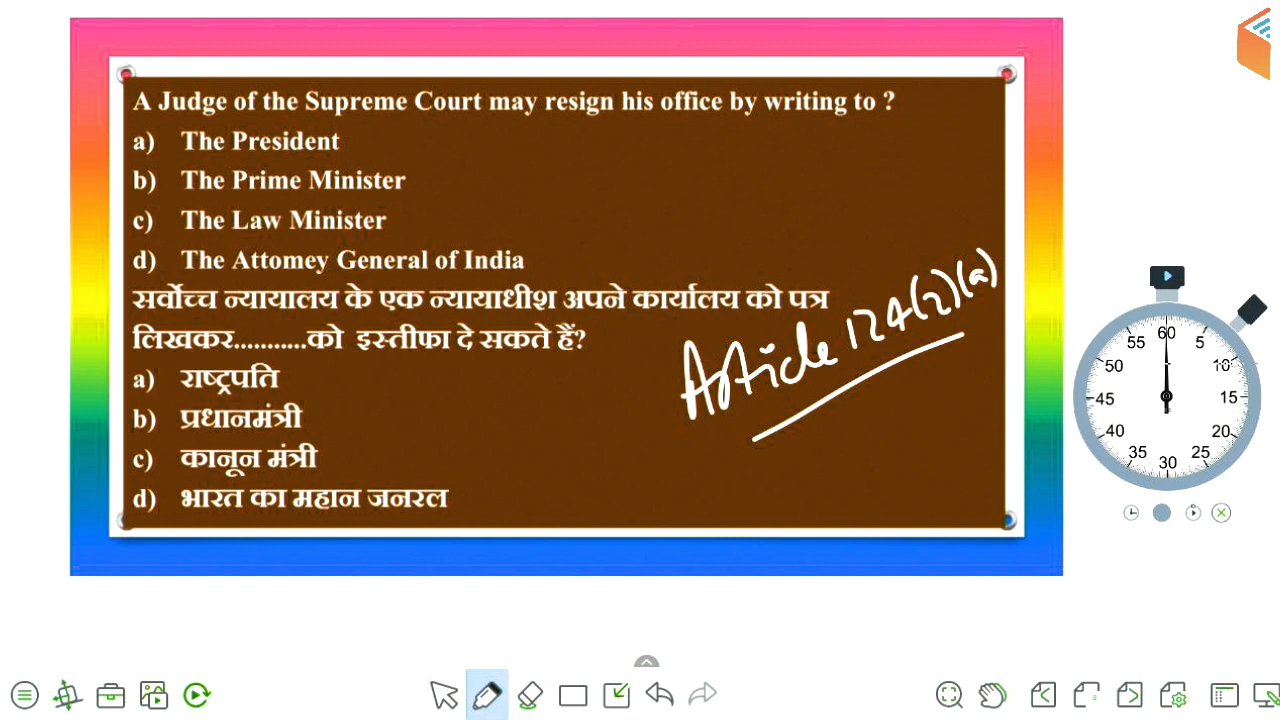 A Judge of the Supreme Court may resign his office by writing to ?
a) The President
b) The Prime Minister
c) The Law Minister
d) The Attomey General of India
सर्वोच्च न्यायालय के एक न्यायाधीश अपने कार्यालय को पत्र
लिखकर...........को इस्तीफा दे सकते हैं?
a) राष्ट्रपति
b) प्रधानमंत्री
c) कानून मंत्री
d) भारत का महान जनरल
Article 124(2)(a)
60
55 5
50 10
45 15
40 20
35 25
30